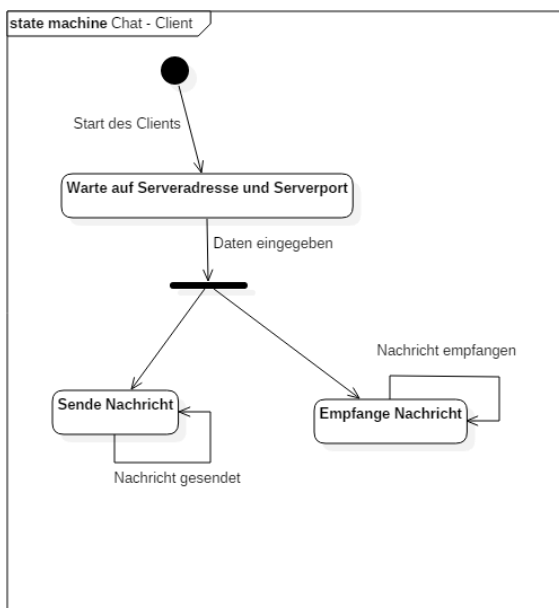 state machine Chat - Client
Start des Clients
Warte auf Serveradresse und Serverport
Daten eingegeben
Nachricht empfangen
Sende Nachricht
Empfange Nachricht
Nachricht gesendet